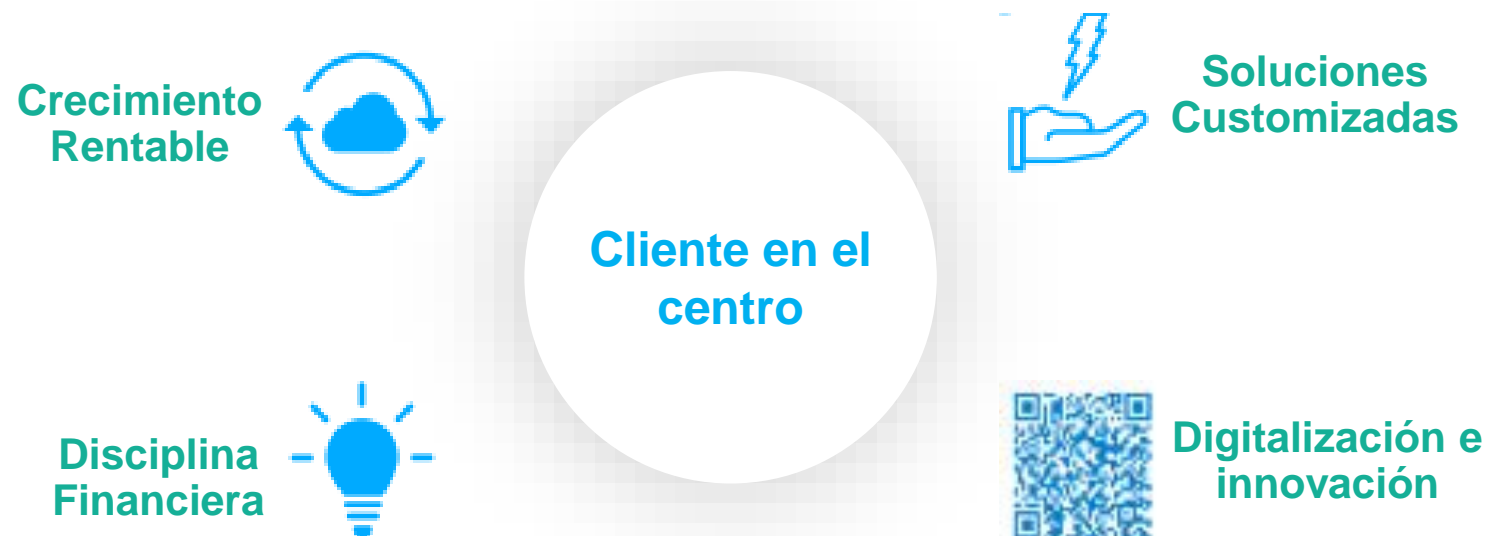 Crecimiento
Rentable
Soluciones
Customizadas
Cliente en el
centro
Disciplina
Financiera
Digitalización e
innovación